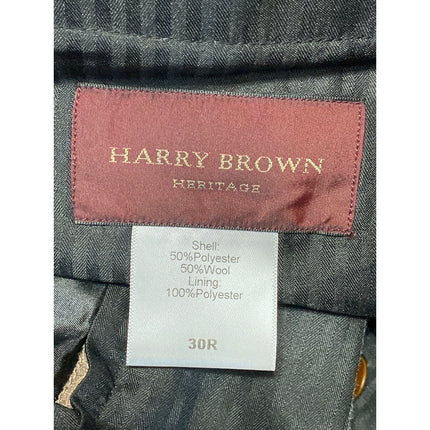 HARRY BROWN
HERITAGE
Shell:
50%Polyester
50%Wool
Lining:
100%Polyester
30R